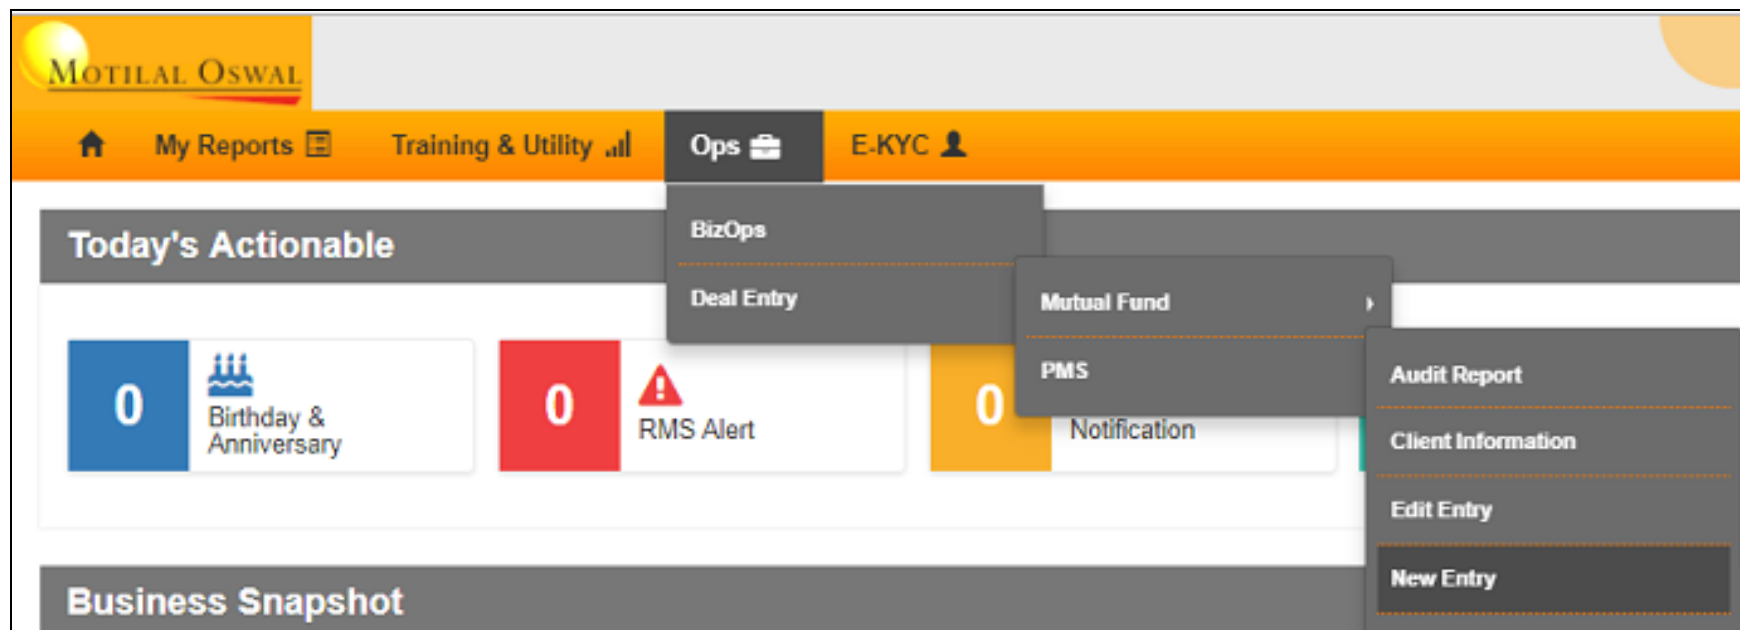 MOTILAL OSWAL
My Reports
Training & Utility
Ops
E-KYC
Today's Actionable
BizOps
Deal Entry
Mutual Fund
PMS
Audit Report
Client Information
Edit Entry
New Entry
0
Birthday &
Anniversary
0
RMS Alert
0
Notification
Business Snapshot